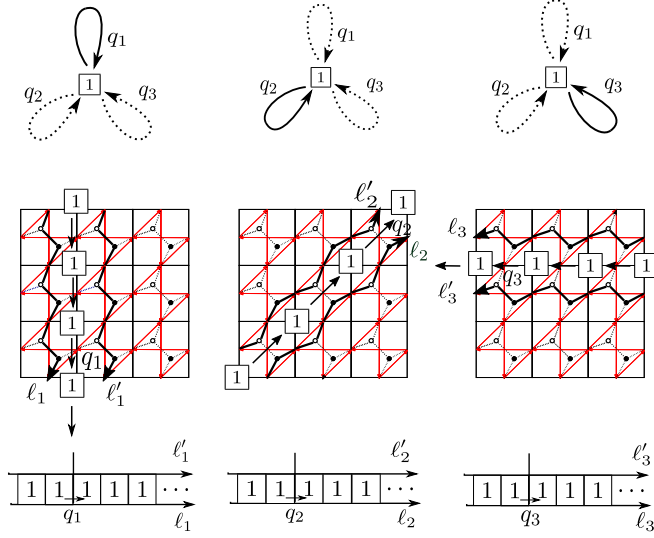 q₁ q₁ q₁
1 1 1
q₂ q₃ q₂ q₃ q₂ q₃
1 ℓ′₂ 1
q₂ ℓ₃
1 1 ℓ₂ 1 1 1 1
q₃
ℓ′₃
1 1
q₁
1 1
ℓ₁ ℓ′₁
ℓ′₁ ℓ′₂ ℓ′₃
1 1 1 1 1 ··· 1 1 1 1 1 ··· 1 1 1 1 1 ···
q₁ ℓ₁ q₂ ℓ₂ q₃ ℓ₃